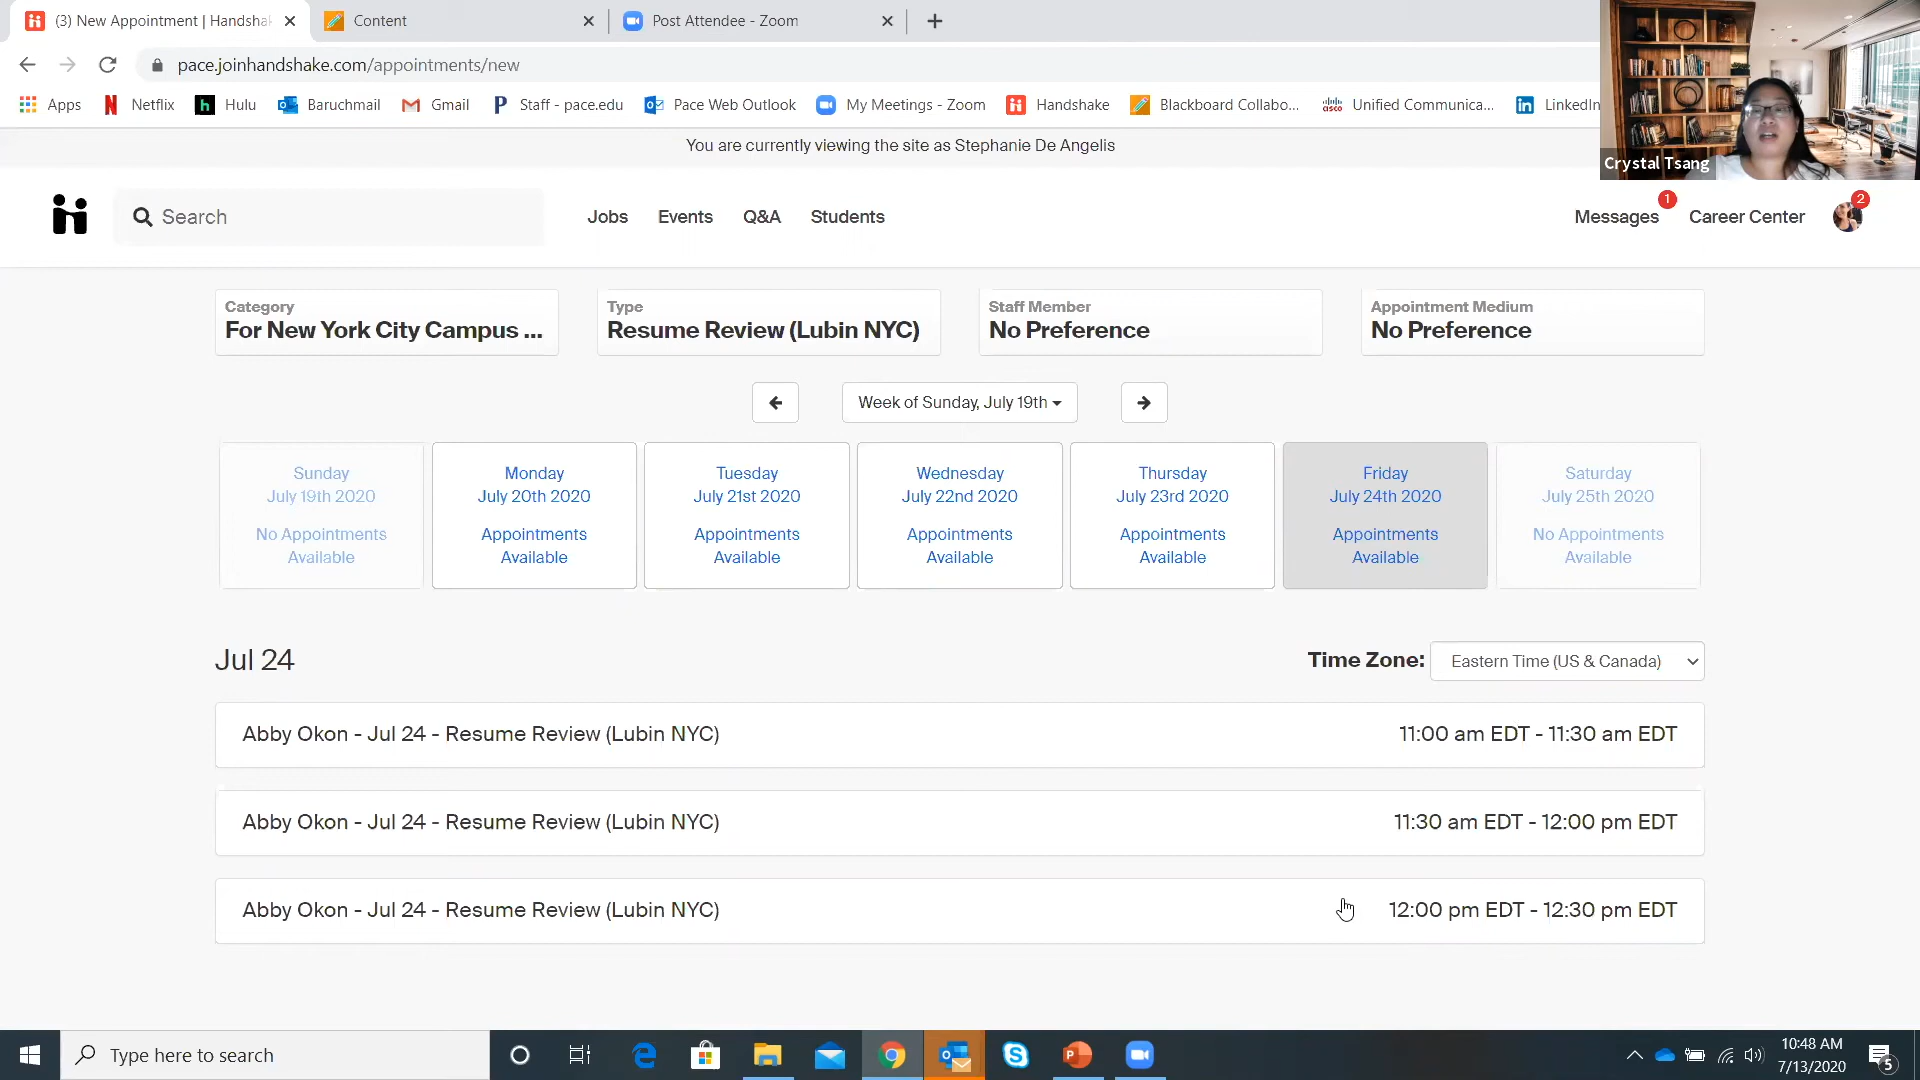 (3) New Appointment | Handsha
Content
Post Attendee - Zoom
pace.joinhandshake.com/appointments/new
Apps
Netflix
Hulu
Baruchmail
Gmail
Staff - pace.edu
Pace Web Outlook
My Meetings - Zoom
Handshake
Blackboard Collabo...
Unified Communica...
LinkedIn
Crystal Tsang
You are currently viewing the site as Stephanie De Angelis
Search
Jobs
Events
Q&A
Students
Messages
1
Career Center
2
Category
For New York City Campus ...
Type
Resume Review (Lubin NYC)
Staff Member
No Preference
Appointment Medium
No Preference
Week of Sunday, July 19th
Sunday
July 19th 2020
No Appointments
Available
Monday
July 20th 2020
Appointments
Available
Tuesday
July 21st 2020
Appointments
Available
Wednesday
July 22nd 2020
Appointments
Available
Thursday
July 23rd 2020
Appointments
Available
Friday
July 24th 2020
Appointments
Available
Saturday
July 25th 2020
No Appointments
Available
Jul 24
Time Zone:
Eastern Time (US & Canada)
Abby Okon - Jul 24 - Resume Review (Lubin NYC)
11:00 am EDT - 11:30 am EDT
Abby Okon - Jul 24 - Resume Review (Lubin NYC)
11:30 am EDT - 12:00 pm EDT
Abby Okon - Jul 24 - Resume Review (Lubin NYC)
12:00 pm EDT - 12:30 pm EDT
Type here to search
10:48 AM
7/13/2020
5